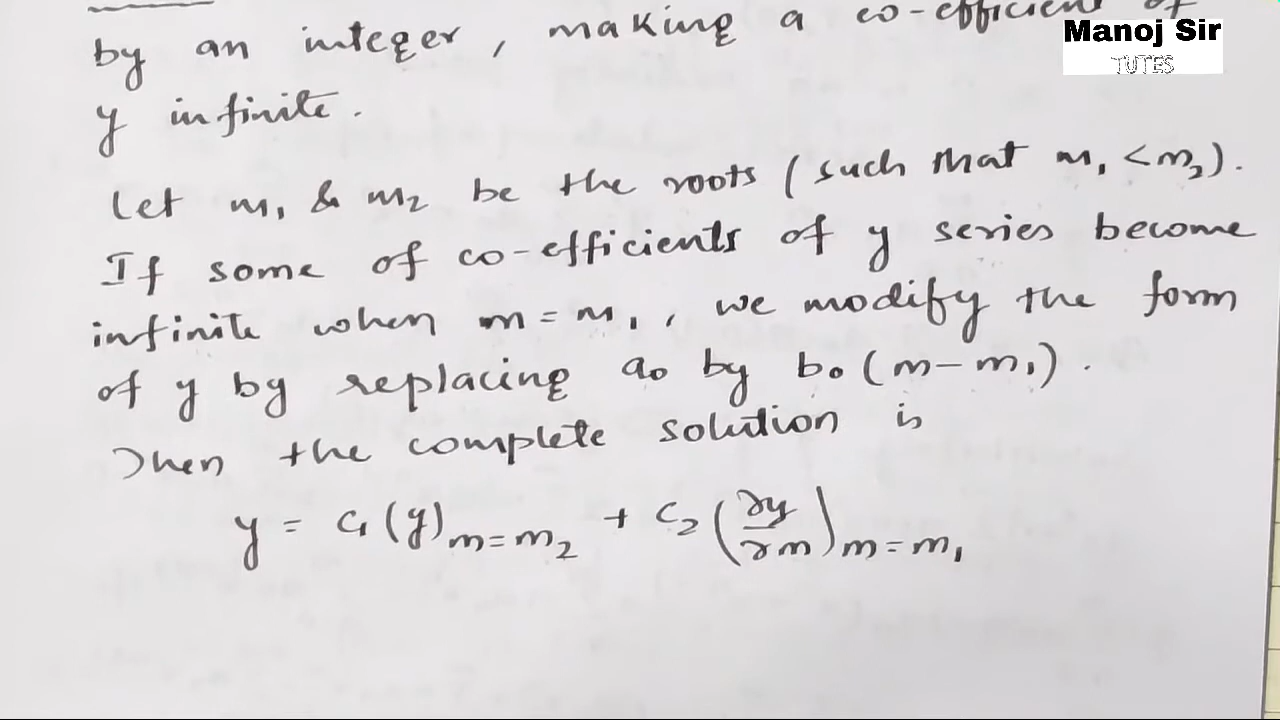 by an integer, making a co-efficient of
Manoj Sir
TUTES
y infinite.
Let m₁ & m₂ be the roots (such that m₁ < m₂).
If some of co-efficients of y series become
infinite when m = m₁, we modify the form
of y by replacing a₀ by b₀ (m - m₁).
Then the complete solution is
y = c₁ (y)ₘ₌ₘ₂ + c₂ (∂y/∂m)ₘ₌ₘ₁